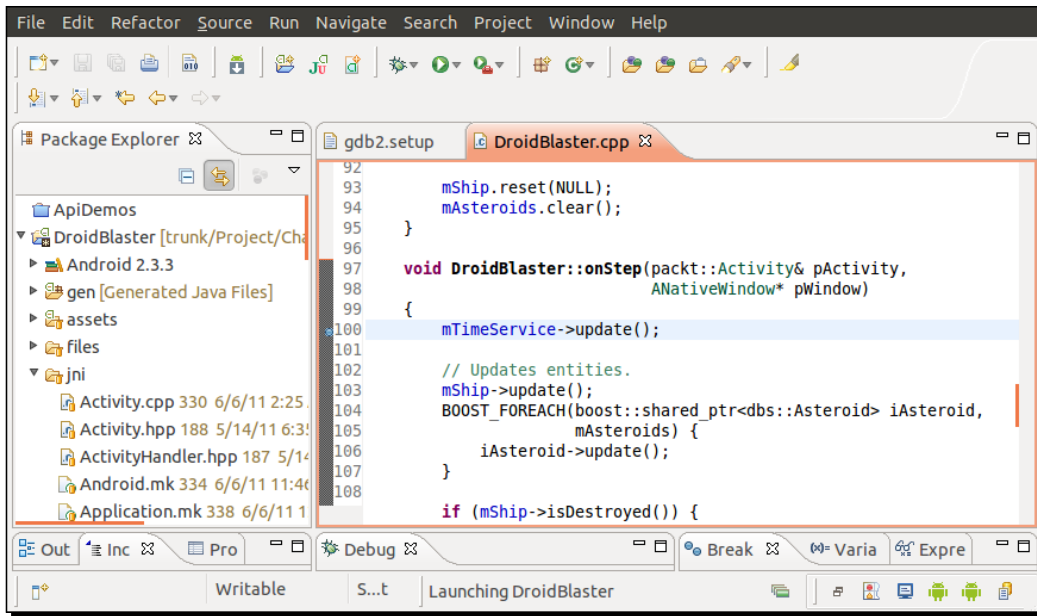 File Edit Refactor Source Run Navigate Search Project Window Help
010
Package Explorer
gdb2.setup
DroidBlaster.cpp
ApiDemos
DroidBlaster [trunk/Project/Cha
Android 2.3.3
gen [Generated Java Files]
assets
files
jni
Activity.cpp 330 6/6/11 2:25
Activity.hpp 188 5/14/11 6:35
ActivityHandler.hpp 187 5/14
Android.mk 334 6/6/11 11:46
Application.mk 338 6/6/11 1
92
93 mShip.reset(NULL);
94 mAsteroids.clear();
95 }
96
97 void DroidBlaster::onStep(packt::Activity& pActivity,
98 ANativeWindow* pWindow)
99 {
100 mTimeService->update();
101
102 // Updates entities.
103 mShip->update();
104 BOOST_FOREACH(boost::shared_ptr<dbs::Asteroid> iAsteroid,
105 mAsteroids) {
106 iAsteroid->update();
107 }
108
if (mShip->isDestroyed()) {
Out Inc Pro
Debug
Break (x)= Varia Expre
Writable S...t Launching DroidBlaster